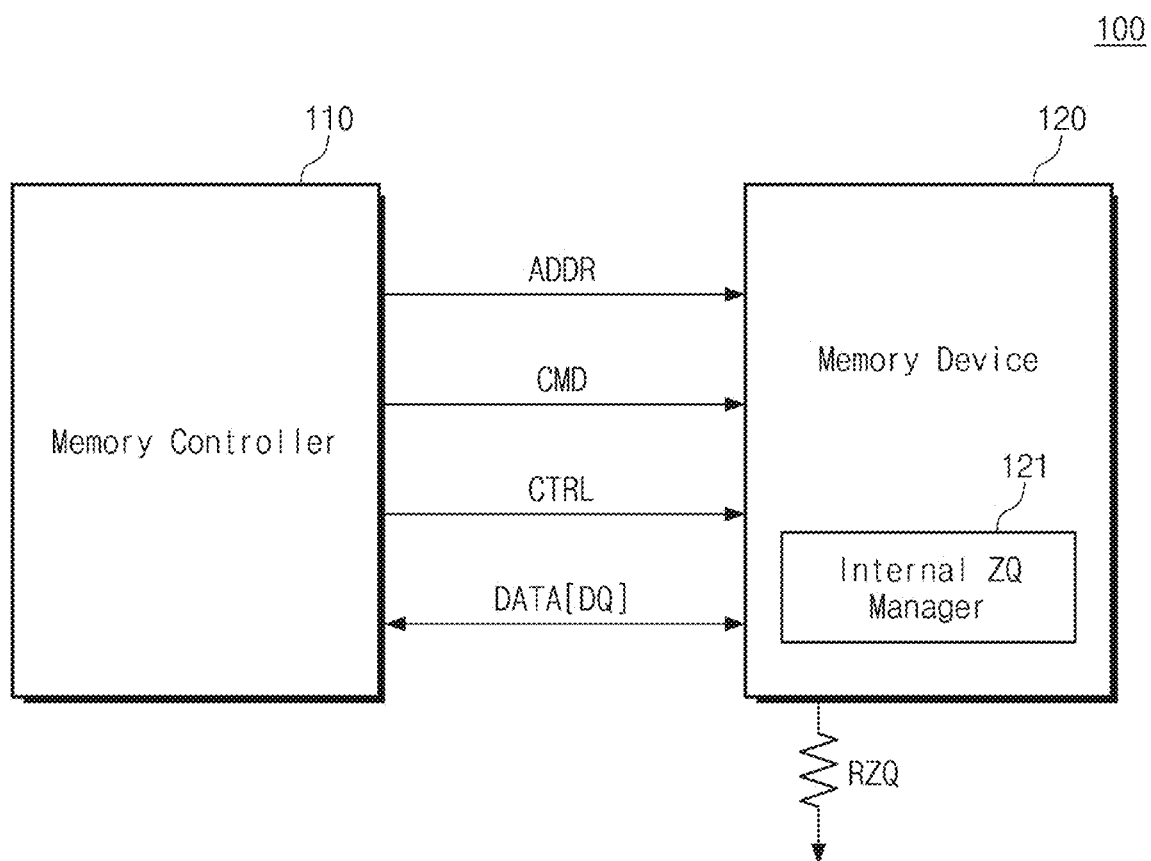 100
110
120
ADDR
CMD
CTRL
DATA[DQ]
Memory Controller
Memory Device
121
Internal ZQ
Manager
RZQ